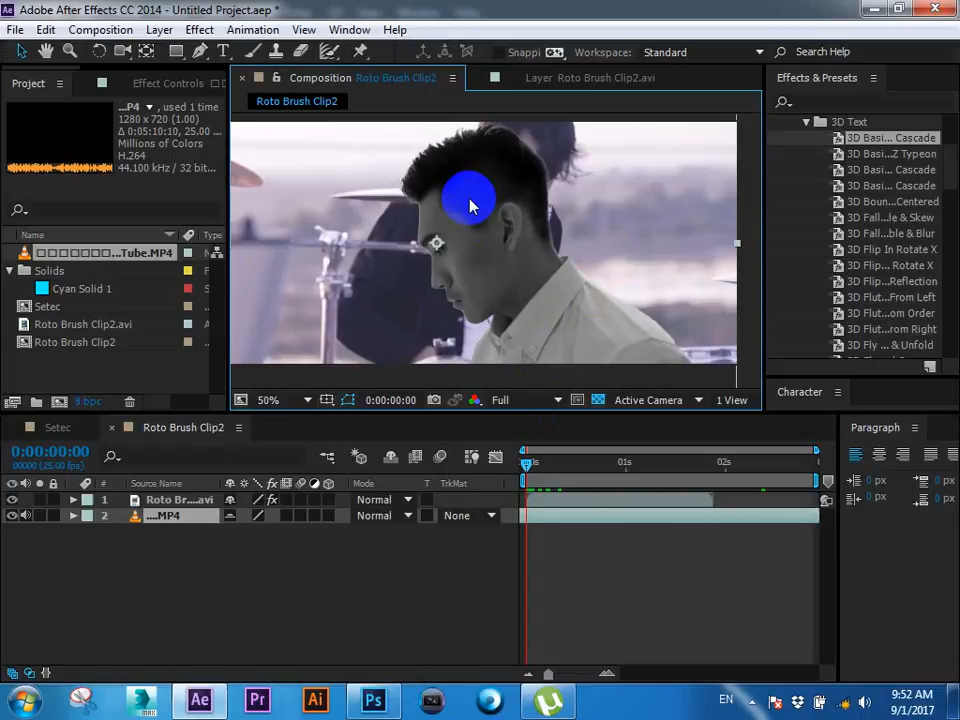 Adobe After Effects CC 2014 - Untitled Project.aep *
File Edit Composition Layer Effect Animation View Window Help
Snappi Workspace: Standard Search Help
Project Effect Controls Composition Roto Brush Clip2 Layer Roto Brush Clip2.avi Effects & Presets
Roto Brush Clip2
...P4 , used 1 time
1280 x 720 (1.00)
Δ 0:05:10:10, 25.00 ...
Millions of Colors
H.264
44.100 kHz / 32 bit...
Name Type
...Tube.MP4
Solids
Cyan Solid 1
Setec
Roto Brush Clip2.avi
Roto Brush Clip2
8 bpc
3D Text
3D Basi... Cascade
3D Basi...Z Typeon
3D Basi... Cascade
3D Basi... Cascade
3D Boun...Centered
3D Fall...le & Skew
3D Fall...ble & Blur
3D Flip In Rotate X
3D Flip... Rotate X
3D Flip...Reflection
3D Flut...From Left
3D Flut...om Order
3D Flut...rom Right
3D Fly ... & Unfold
Character
50% 0:00:00:00 Full Active Camera 1 View
Setec Roto Brush Clip2 Paragraph
0:00:00:00
00000 (25.00 fps)
01s 02s
# Source Name Mode T TrkMat
1 Roto Br....avi Normal
2 ....MP4 Normal None
0 px 0 px
0 px 0 px
Ae Pr Ai Ps
EN
9:52 AM
9/1/2017